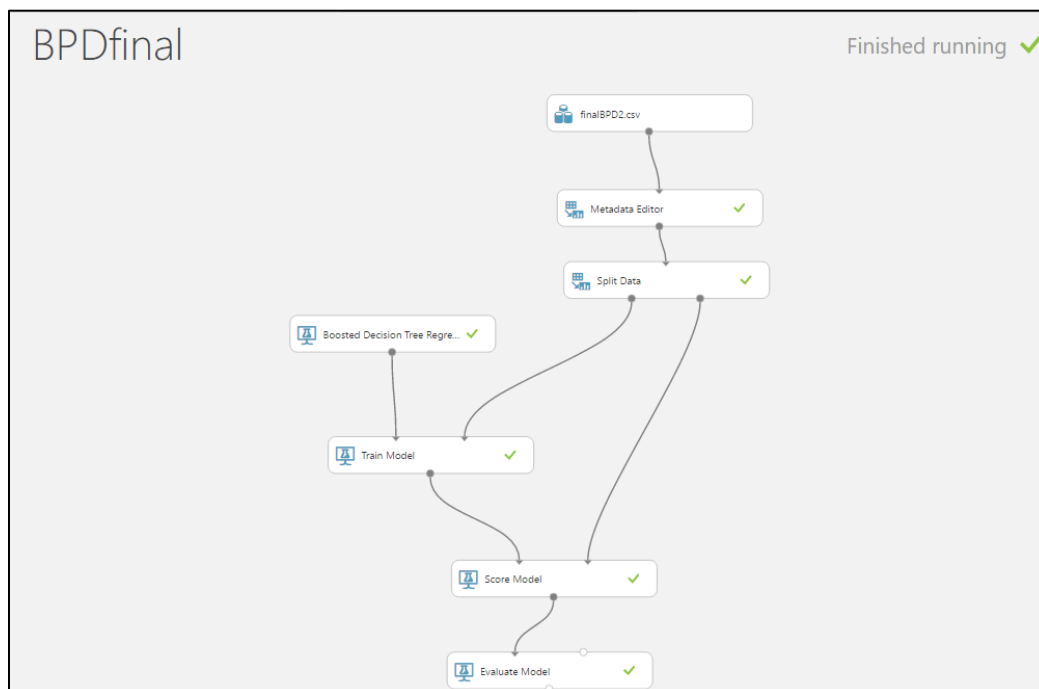 BPDfinal
Finished running
finalBPD2.csv
Metadata Editor
Split Data
Boosted Decision Tree Regre...
Train Model
Score Model
Evaluate Model